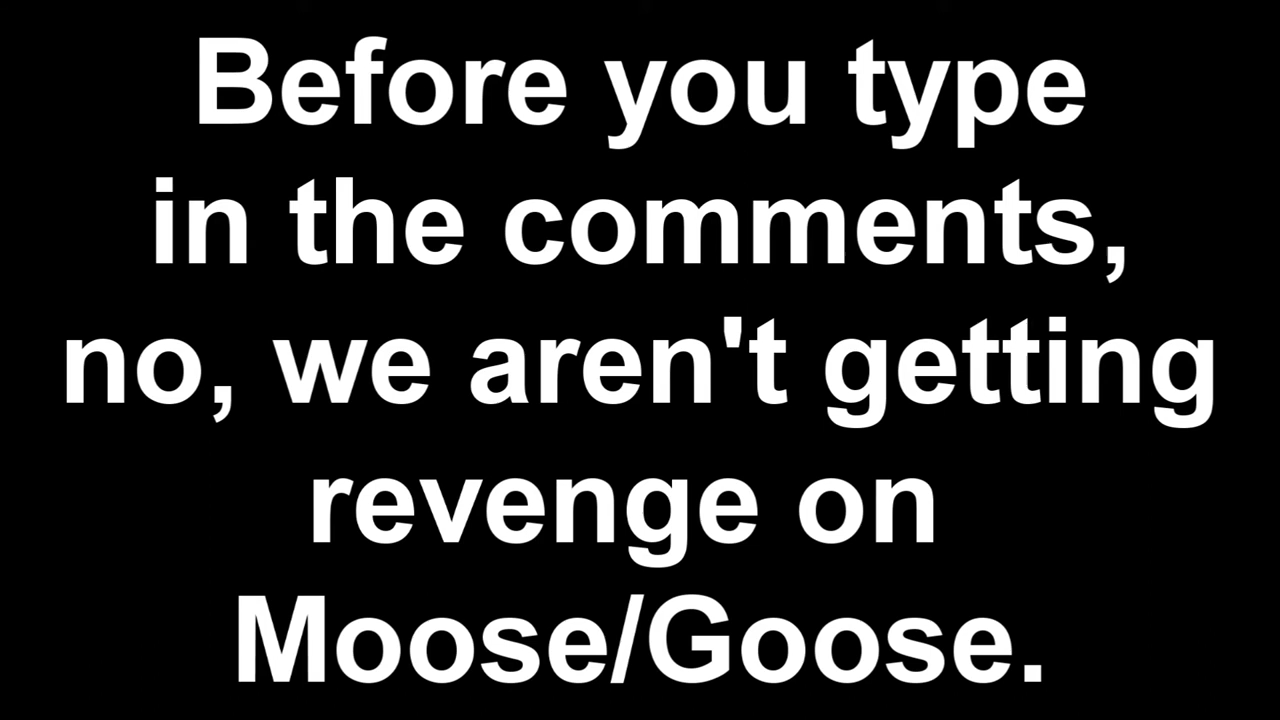 Before you type
in the comments,
no, we aren't getting
revenge on
Moose/Goose.